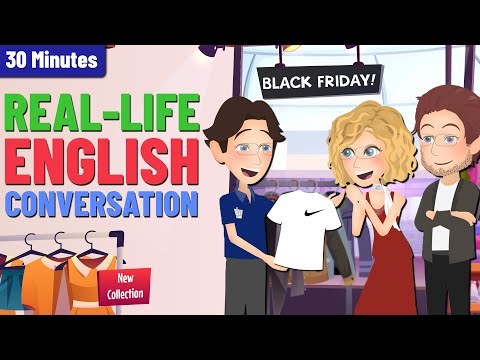 30 Minutes
REAL-LIFE
ENGLISH
CONVERSATION
BLACK FRIDAY!
New
Collection